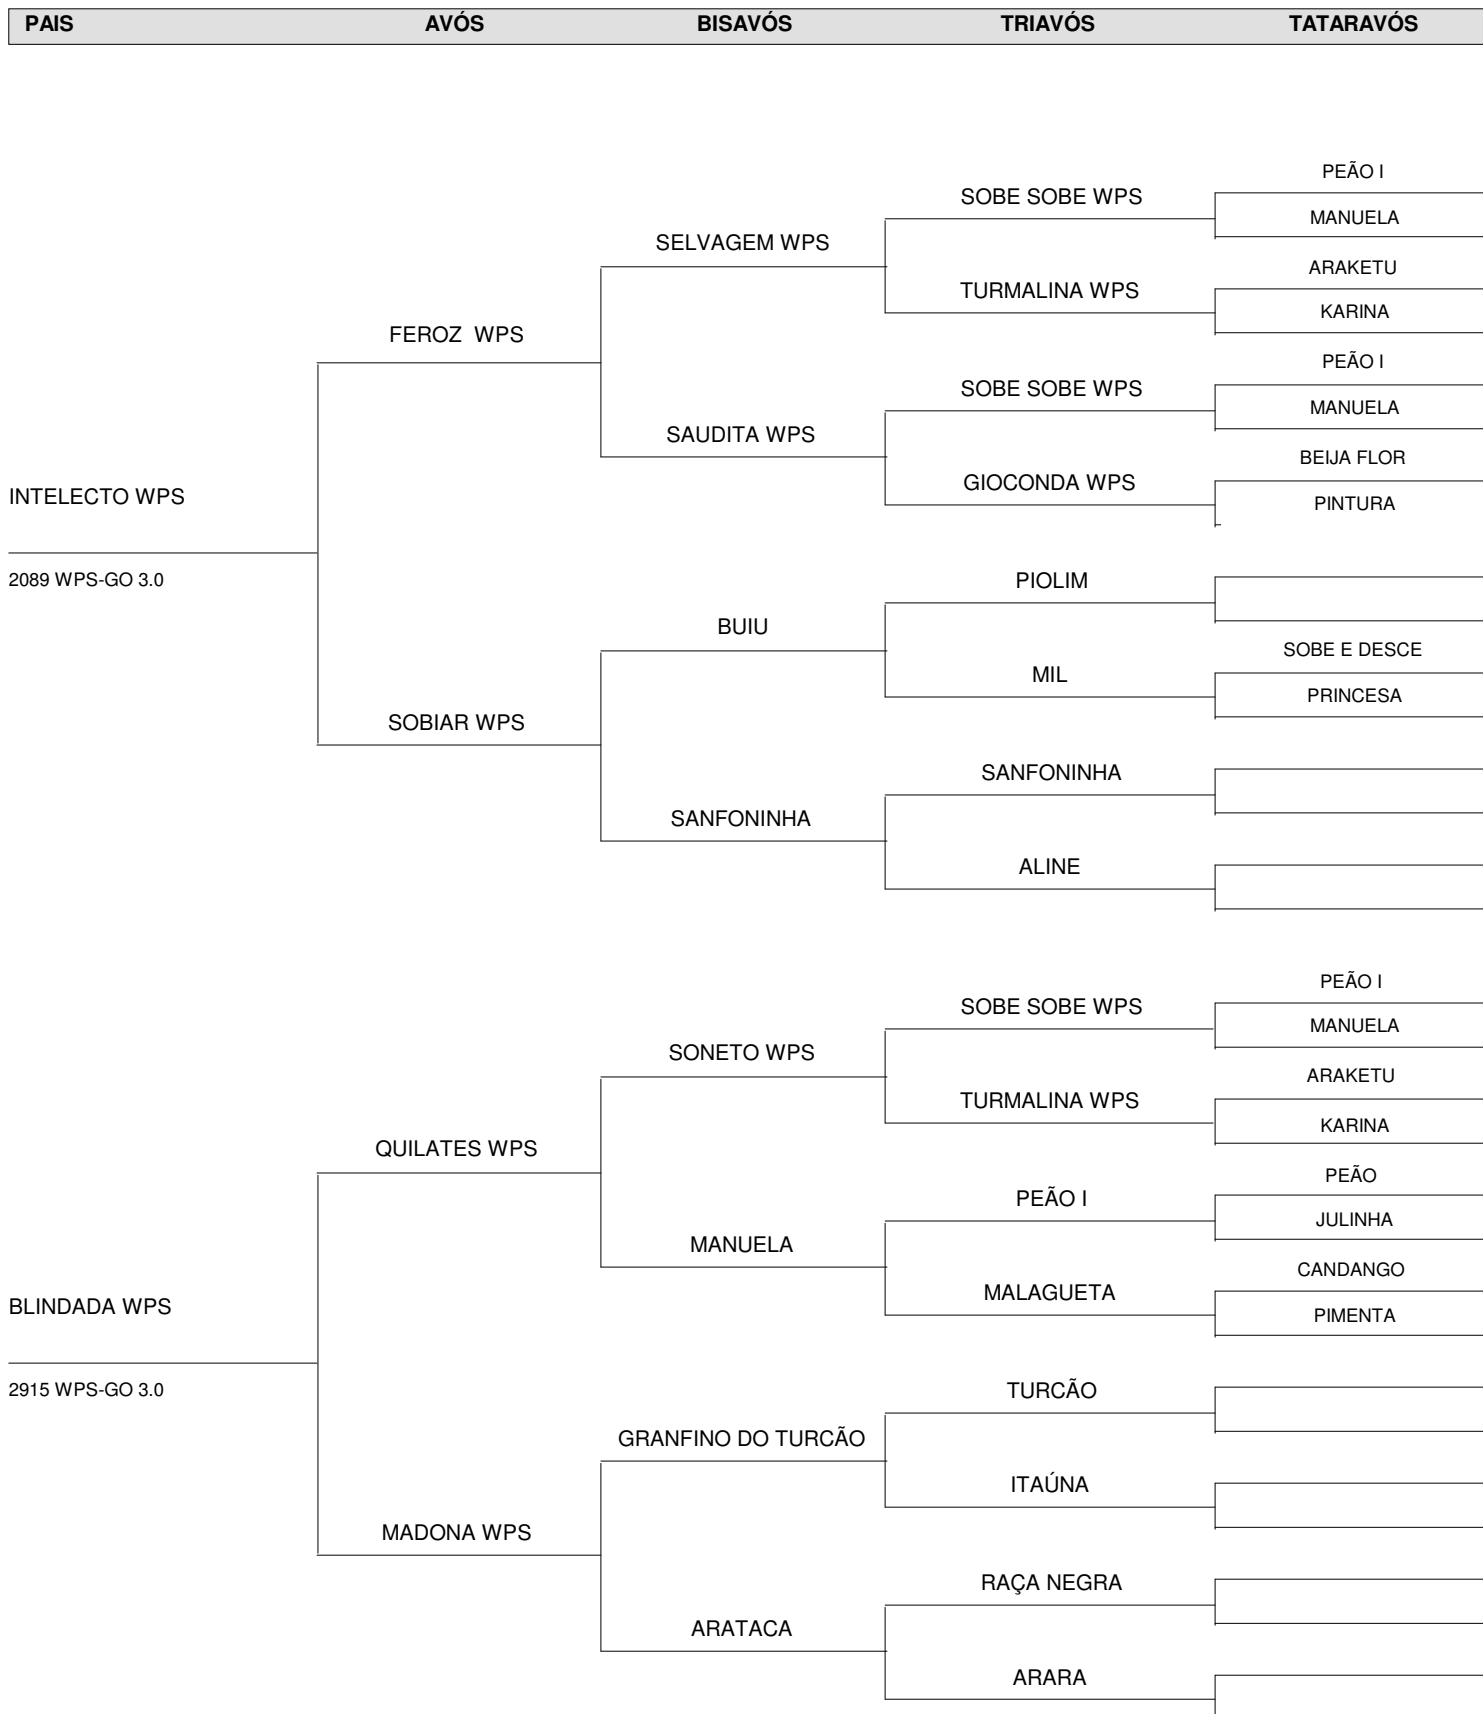 PAIS AVÓS BISAVÓS TRIAVÓS TATARAVÓS
PEÃO I
SOBE SOBE WPS
MANUELA
SELVAGEM WPS
ARAKETU
TURMALINA WPS
KARINA
FEROZ WPS
PEÃO I
SOBE SOBE WPS
MANUELA
SAUDITA WPS
BEIJA FLOR
GIOCONDA WPS
INTELECTO WPS
PINTURA
2089 WPS-GO 3.0
PIOLIM
BUIU
SOBE E DESCE
MIL
PRINCESA
SOBIAR WPS
SANFONINHA
SANFONINHA
ALINE
PEÃO I
SOBE SOBE WPS
MANUELA
SONETO WPS
ARAKETU
TURMALINA WPS
KARINA
QUILATES WPS
PEÃO
PEÃO I
JULINHA
MANUELA
CANDANGO
MALAGUETA
BLINDADA WPS
PIMENTA
2915 WPS-GO 3.0
TURCÃO
GRANFINO DO TURCÃO
ITAÚNA
MADONA WPS
RAÇA NEGRA
ARATACA
ARARA